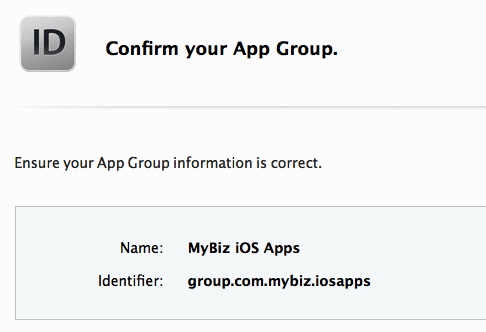 ID
Confirm your App Group.
Ensure your App Group information is correct.
Name: MyBiz iOS Apps
Identifier: group.com.mybiz.iosapps